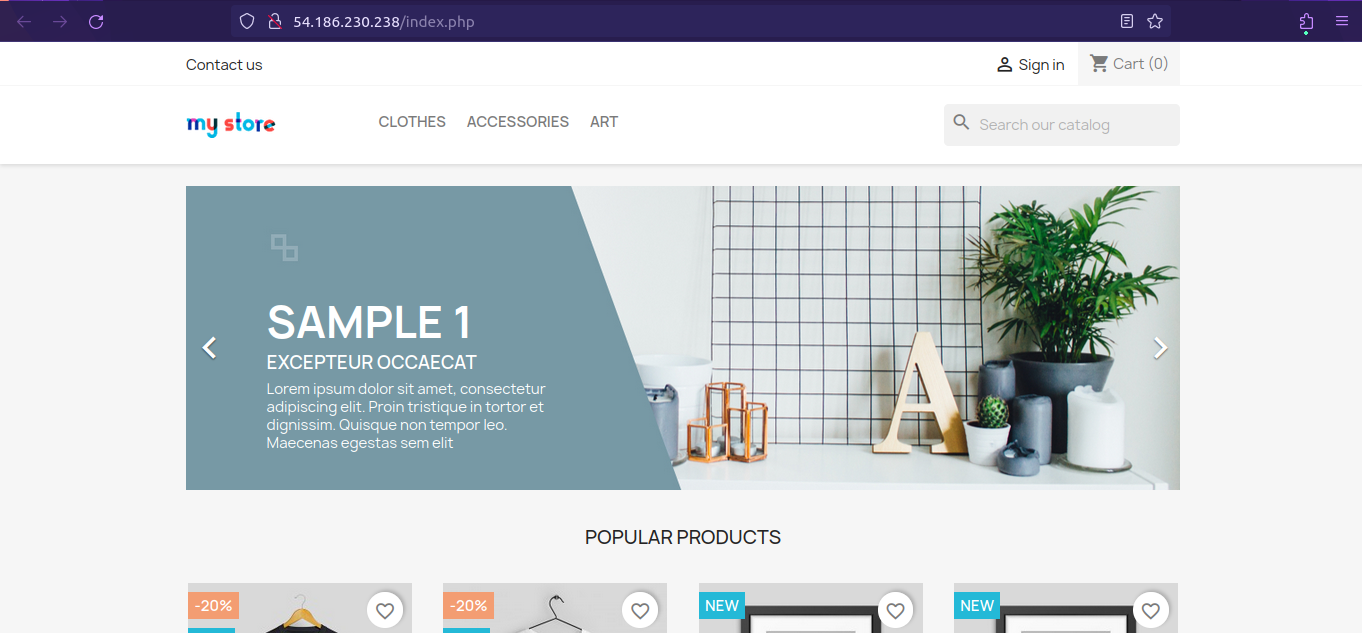 54.186.230.238/index.php
Contact us
Sign in
Cart (0)
my store
CLOTHES
ACCESSORIES
ART
Search our catalog
SAMPLE 1
EXCEPTEUR OCCAECAT
Lorem ipsum dolor sit amet, consectetur
adipiscing elit. Proin tristique in tortor et
dignissim. Quisque non tempor leo.
Maecenas egestas sem elit
A
POPULAR PRODUCTS
-20%
-20%
NEW
NEW